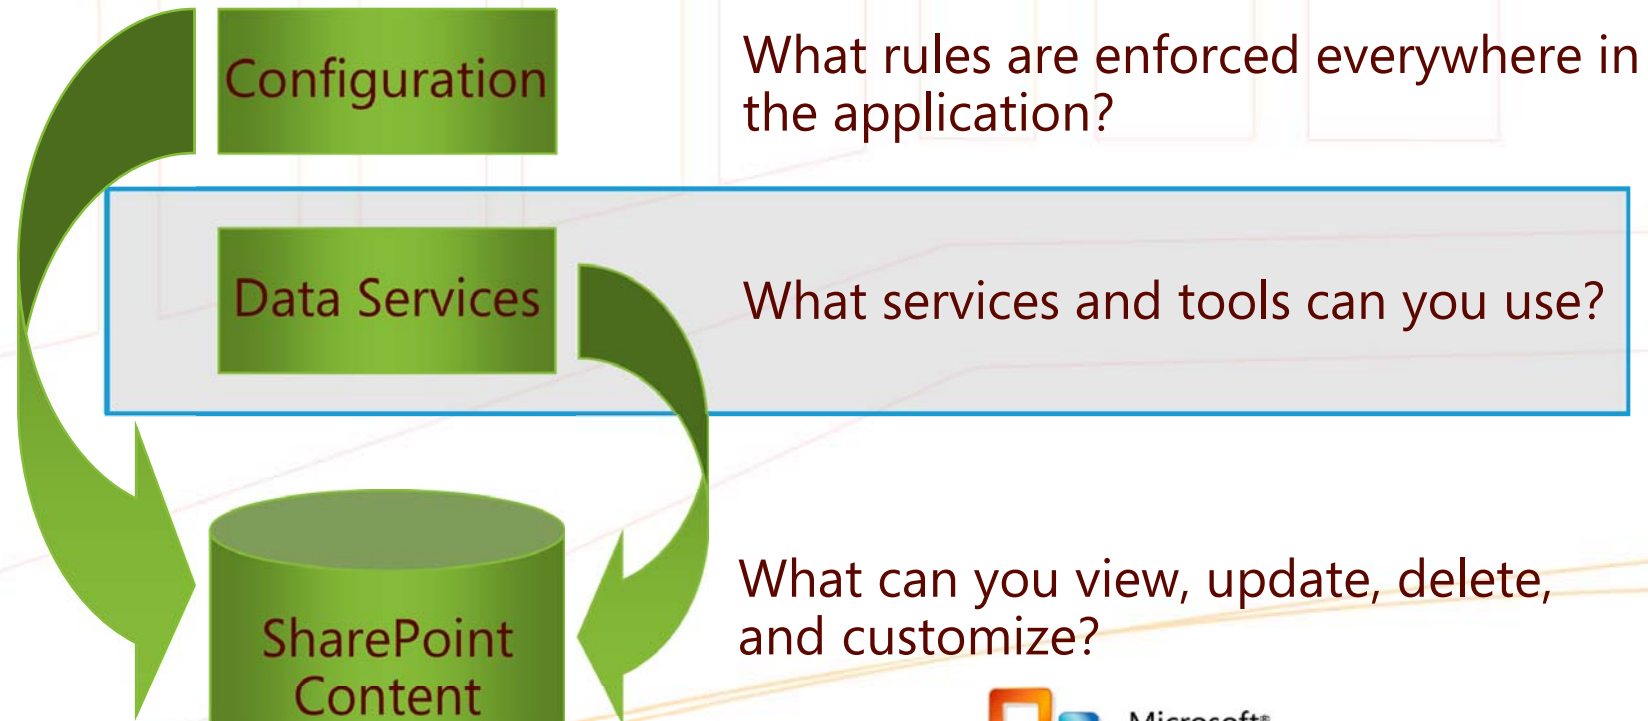 Configuration
What rules are enforced everywhere in
the application?
Data Services
What services and tools can you use?
What can you view, update, delete,
and customize?
SharePoint
Content
Microsoft®